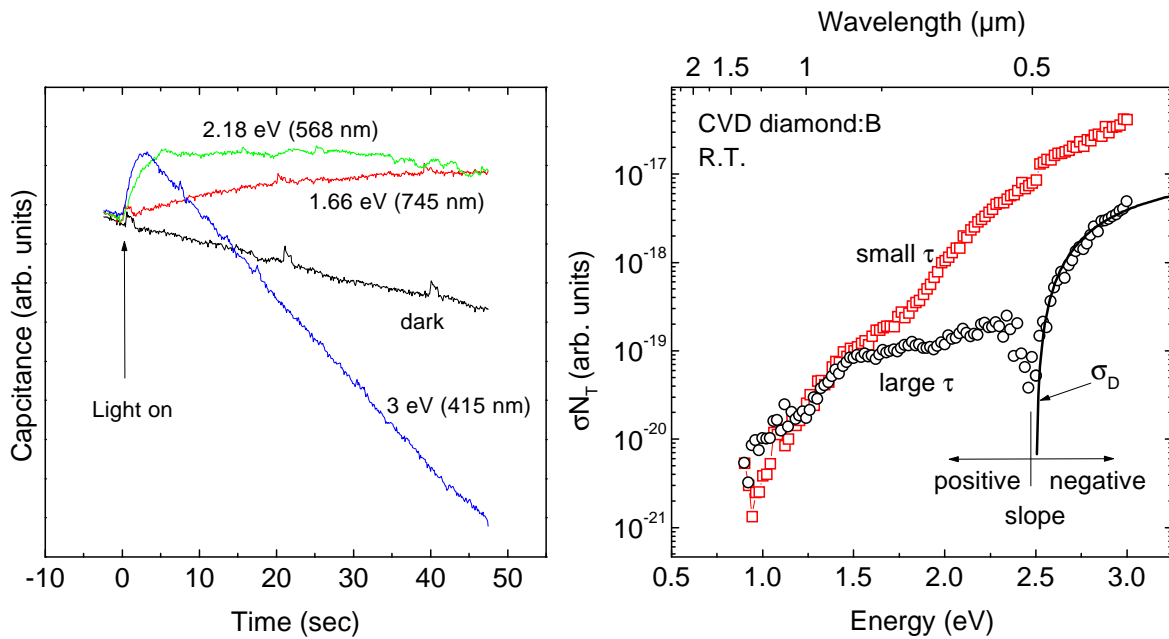 2.18 eV (568 nm)
1.66 eV (745 nm)
dark
3 eV (415 nm)
Light on
Capcitance (arb. units)
-10 0 10 20 30 40 50
Time (sec)
Wavelength (µm)
2 1.5 1 0.5
CVD diamond:B
R.T.
small τ
large τ
σD
positive negative
slope
10-17
10-18
10-19
10-20
10-21
σNT (arb. units)
0.5 1.0 1.5 2.0 2.5 3.0
Energy (eV)